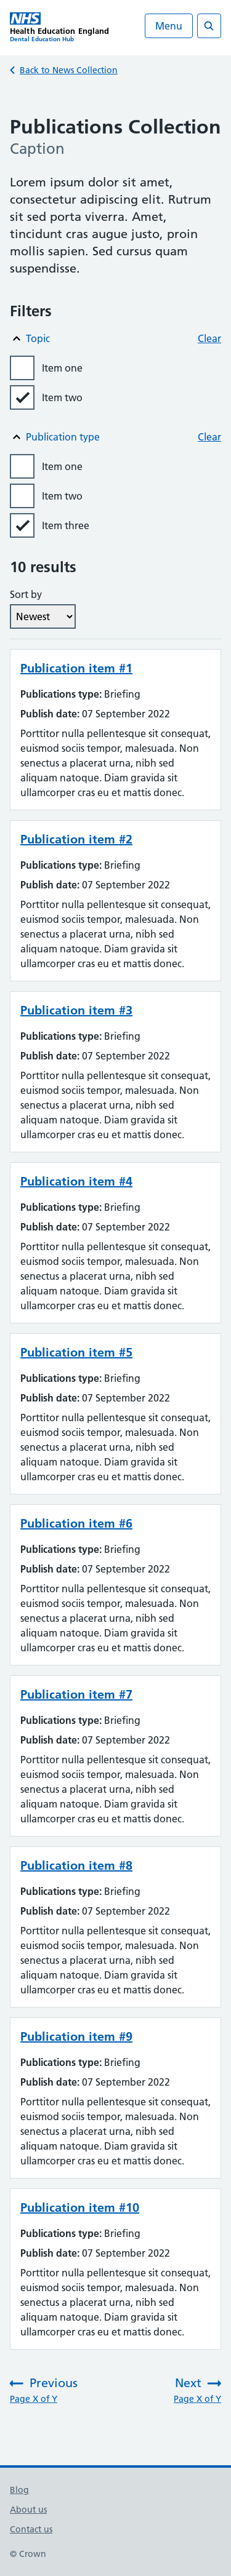 NHS
Health Education England
Dental Education Hub
Menu
Back to News Collection
Publications Collection
Caption
Lorem ipsum dolor sit amet,
consectetur adipiscing elit. Rutrum
ut sed porta viverra. Amet,
tincidunt cras augue justo, proin
mollis sapien. Sed cursus quam
suspendisse.
Filters
Topic Clear
Item one
Item two
Publication type Clear
Item one
Item two
Item three
10 results
Sort by
Newest
Publication item #1
Publications type: Briefing
Publish date: 07 September 2022
Porttitor nulla pellentesque sit consequat,
euismod sociis tempor, malesuada. Non
senectus a placerat urna, nibh sed
aliquam natoque. Diam gravida sit
ullamcorper cras eu et mattis donec.
Publication item #2
Publications type: Briefing
Publish date: 07 September 2022
Porttitor nulla pellentesque sit consequat,
euismod sociis tempor, malesuada. Non
senectus a placerat urna, nibh sed
aliquam natoque. Diam gravida sit
ullamcorper cras eu et mattis donec.
Publication item #3
Publications type: Briefing
Publish date: 07 September 2022
Porttitor nulla pellentesque sit consequat,
euismod sociis tempor, malesuada. Non
senectus a placerat urna, nibh sed
aliquam natoque. Diam gravida sit
ullamcorper cras eu et mattis donec.
Publication item #4
Publications type: Briefing
Publish date: 07 September 2022
Porttitor nulla pellentesque sit consequat,
euismod sociis tempor, malesuada. Non
senectus a placerat urna, nibh sed
aliquam natoque. Diam gravida sit
ullamcorper cras eu et mattis donec.
Publication item #5
Publications type: Briefing
Publish date: 07 September 2022
Porttitor nulla pellentesque sit consequat,
euismod sociis tempor, malesuada. Non
senectus a placerat urna, nibh sed
aliquam natoque. Diam gravida sit
ullamcorper cras eu et mattis donec.
Publication item #6
Publications type: Briefing
Publish date: 07 September 2022
Porttitor nulla pellentesque sit consequat,
euismod sociis tempor, malesuada. Non
senectus a placerat urna, nibh sed
aliquam natoque. Diam gravida sit
ullamcorper cras eu et mattis donec.
Publication item #7
Publications type: Briefing
Publish date: 07 September 2022
Porttitor nulla pellentesque sit consequat,
euismod sociis tempor, malesuada. Non
senectus a placerat urna, nibh sed
aliquam natoque. Diam gravida sit
ullamcorper cras eu et mattis donec.
Publication item #8
Publications type: Briefing
Publish date: 07 September 2022
Porttitor nulla pellentesque sit consequat,
euismod sociis tempor, malesuada. Non
senectus a placerat urna, nibh sed
aliquam natoque. Diam gravida sit
ullamcorper cras eu et mattis donec.
Publication item #9
Publications type: Briefing
Publish date: 07 September 2022
Porttitor nulla pellentesque sit consequat,
euismod sociis tempor, malesuada. Non
senectus a placerat urna, nibh sed
aliquam natoque. Diam gravida sit
ullamcorper cras eu et mattis donec.
Publication item #10
Publications type: Briefing
Publish date: 07 September 2022
Porttitor nulla pellentesque sit consequat,
euismod sociis tempor, malesuada. Non
senectus a placerat urna, nibh sed
aliquam natoque. Diam gravida sit
ullamcorper cras eu et mattis donec.
Previous Next
Page X of Y Page X of Y
Blog
About us
Contact us
© Crown